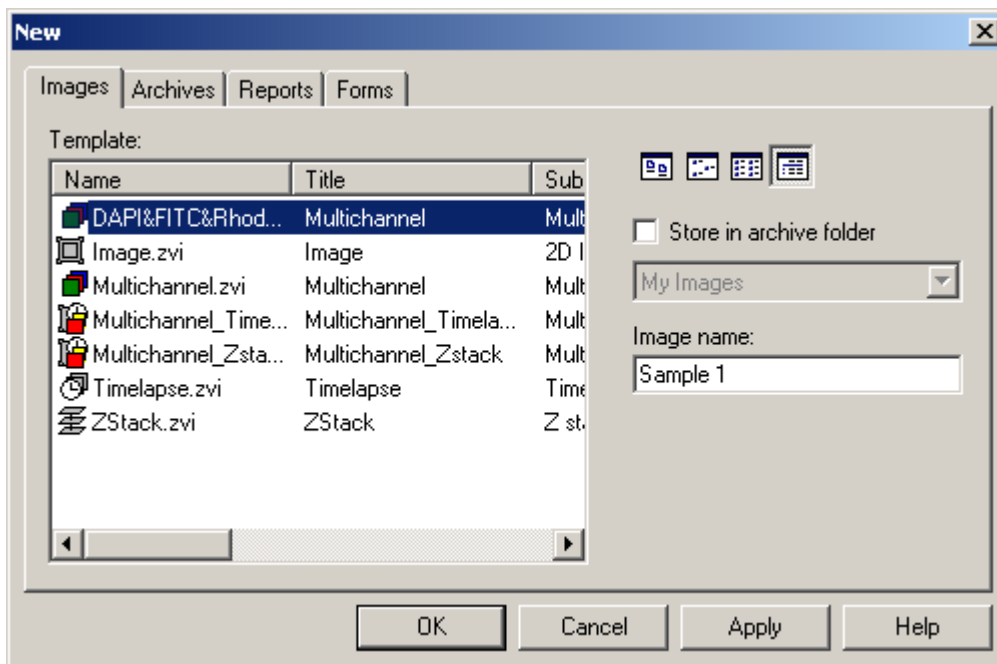 New
Images Archives Reports Forms
Template:
Name Title Sub
DAPI&FITC&Rhod... Multichannel Mult
Image.zvi Image 2D I
Multichannel.zvi Multichannel Mult
Multichannel_Time... Multichannel_Timela... Mult
Multichannel_Zsta... Multichannel_Zstack Mult
Timelapse.zvi Timelapse Time
ZStack.zvi ZStack Z sta
Store in archive folder
My Images
Image name:
Sample 1
OK Cancel Apply Help